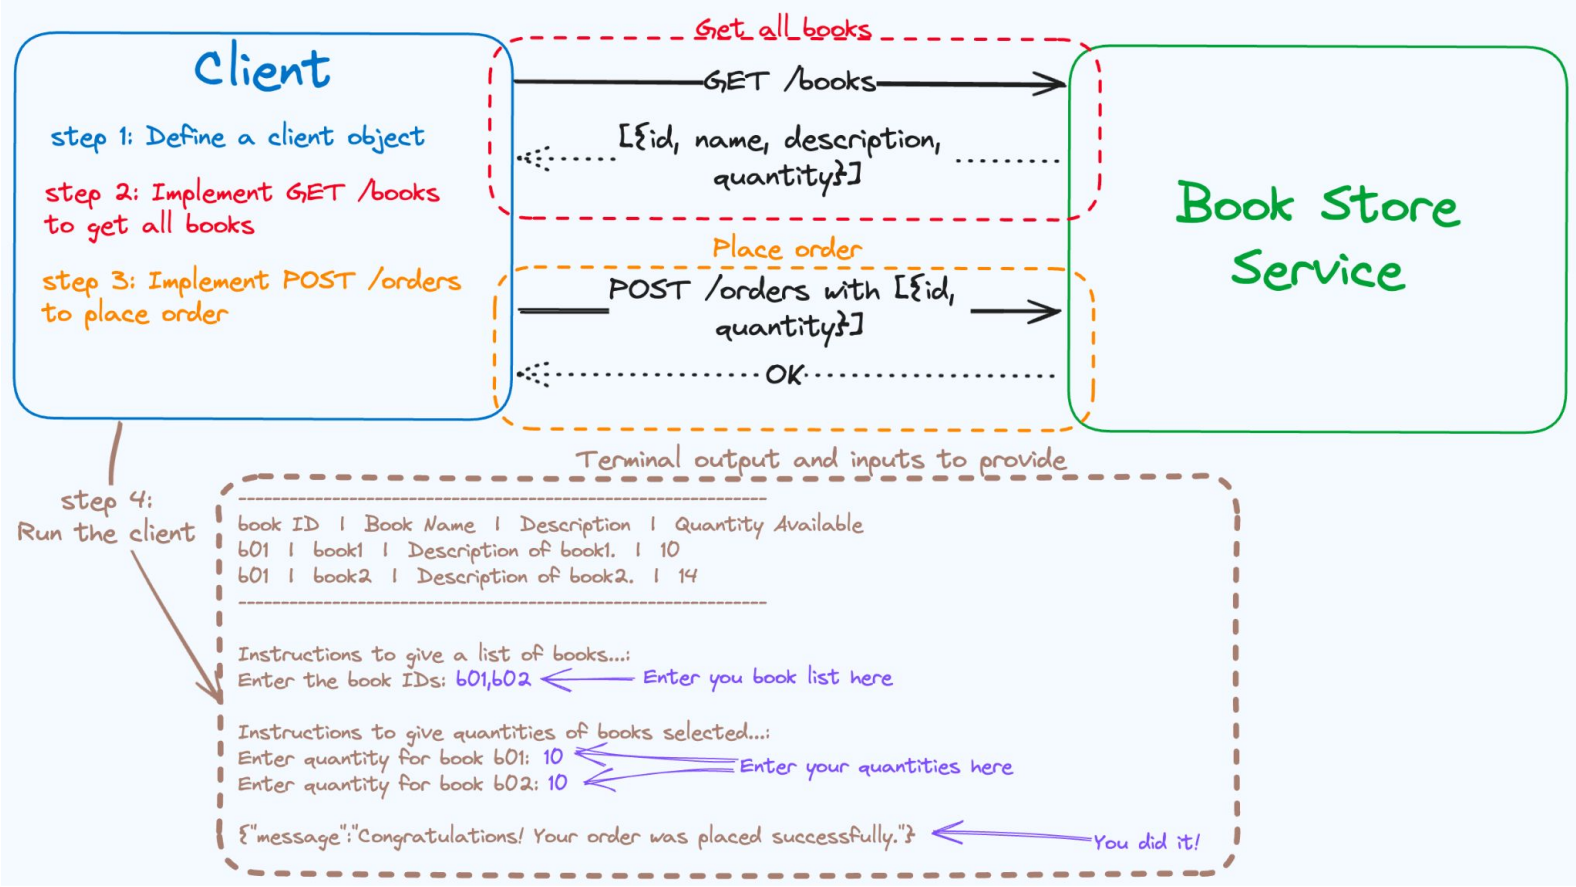 Client
step 1: Define a client object
step 2: Implement GET /books
to get all books
step 3: Implement POST /orders
to place order
Get all books
GET /books
[{id, name, description,
quantity}]
Place order
POST /orders with [{id,
quantity}]
OK
Book Store
Service
step 4:
Run the client
Terminal output and inputs to provide
---------------------------------------------------------------
book ID | Book Name | Description | Quantity Available
b01 | book1 | Description of book1. | 10
b01 | book2 | Description of book2. | 14
---------------------------------------------------------------
Instructions to give a list of books...:
Enter the book IDs: b01,b02
Enter you book list here
Instructions to give quantities of books selected...:
Enter quantity for book b01: 10
Enter quantity for book b02: 10
Enter your quantities here
{"message":"Congratulations! Your order was placed successfully."}
You did it!